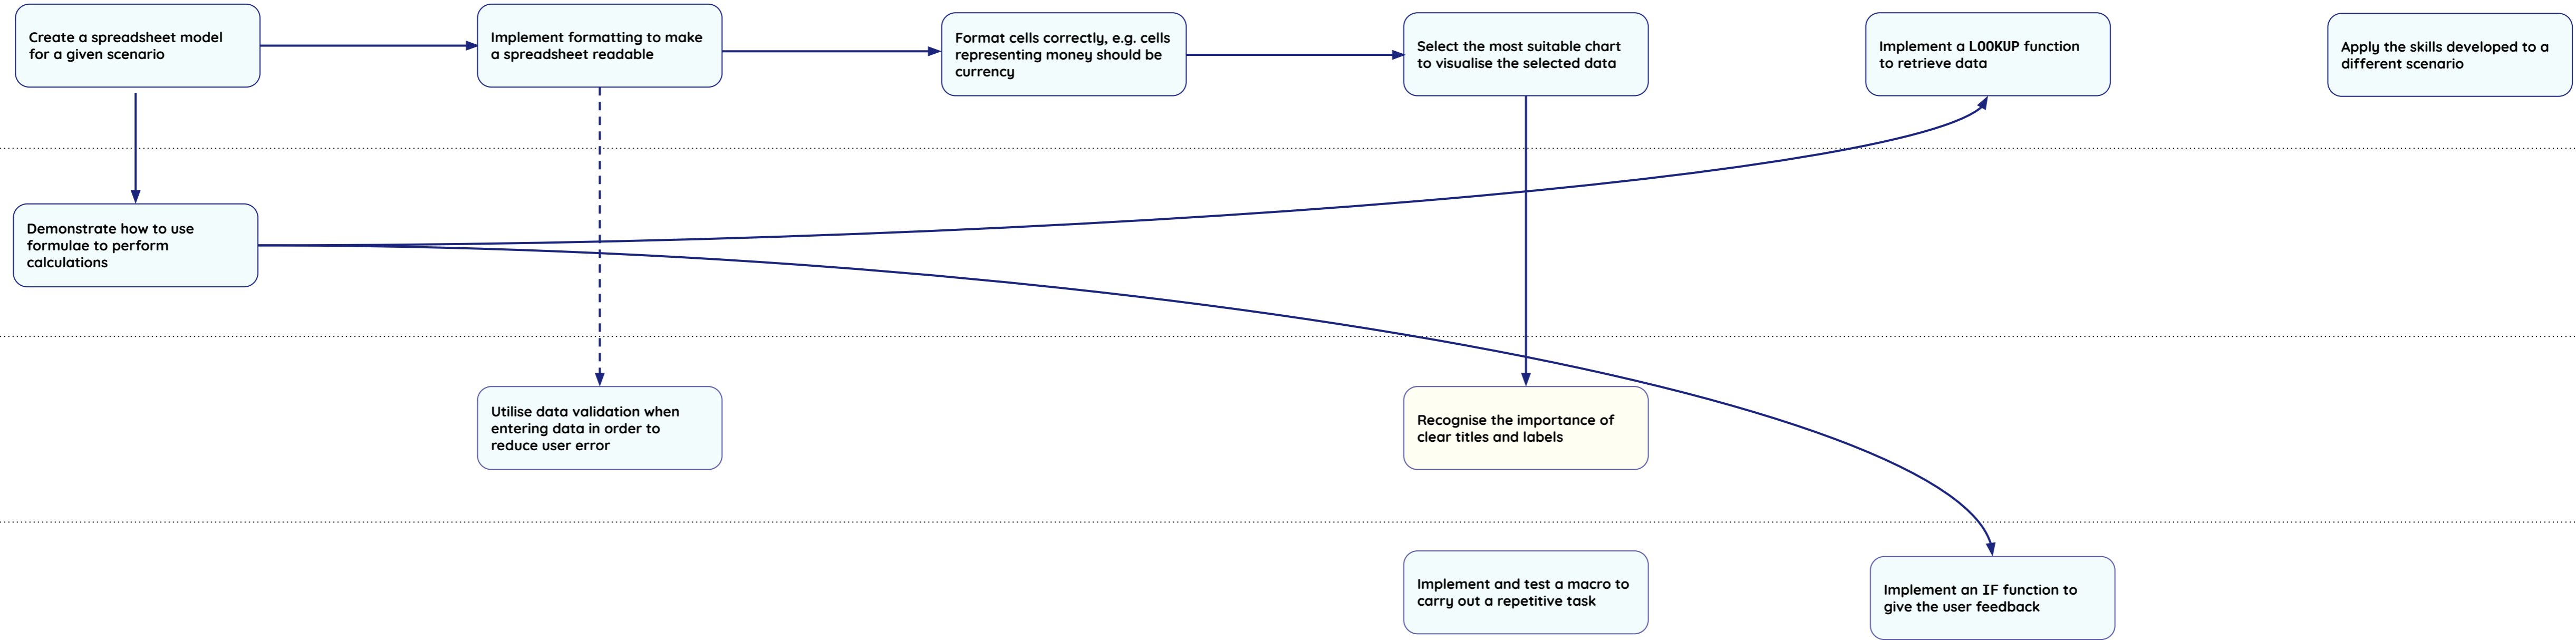 Create a spreadsheet model
for a given scenario
Implement formatting to make
a spreadsheet readable
Format cells correctly, e.g. cells
representing money should be
currency
Select the most suitable chart
to visualise the selected data
Implement a LOOKUP function
to retrieve data
Apply the skills developed to a
different scenario
Demonstrate how to use
formulae to perform
calculations
Utilise data validation when
entering data in order to
reduce user error
Recognise the importance of
clear titles and labels
Implement and test a macro to
carry out a repetitive task
Implement an IF function to
give the user feedback